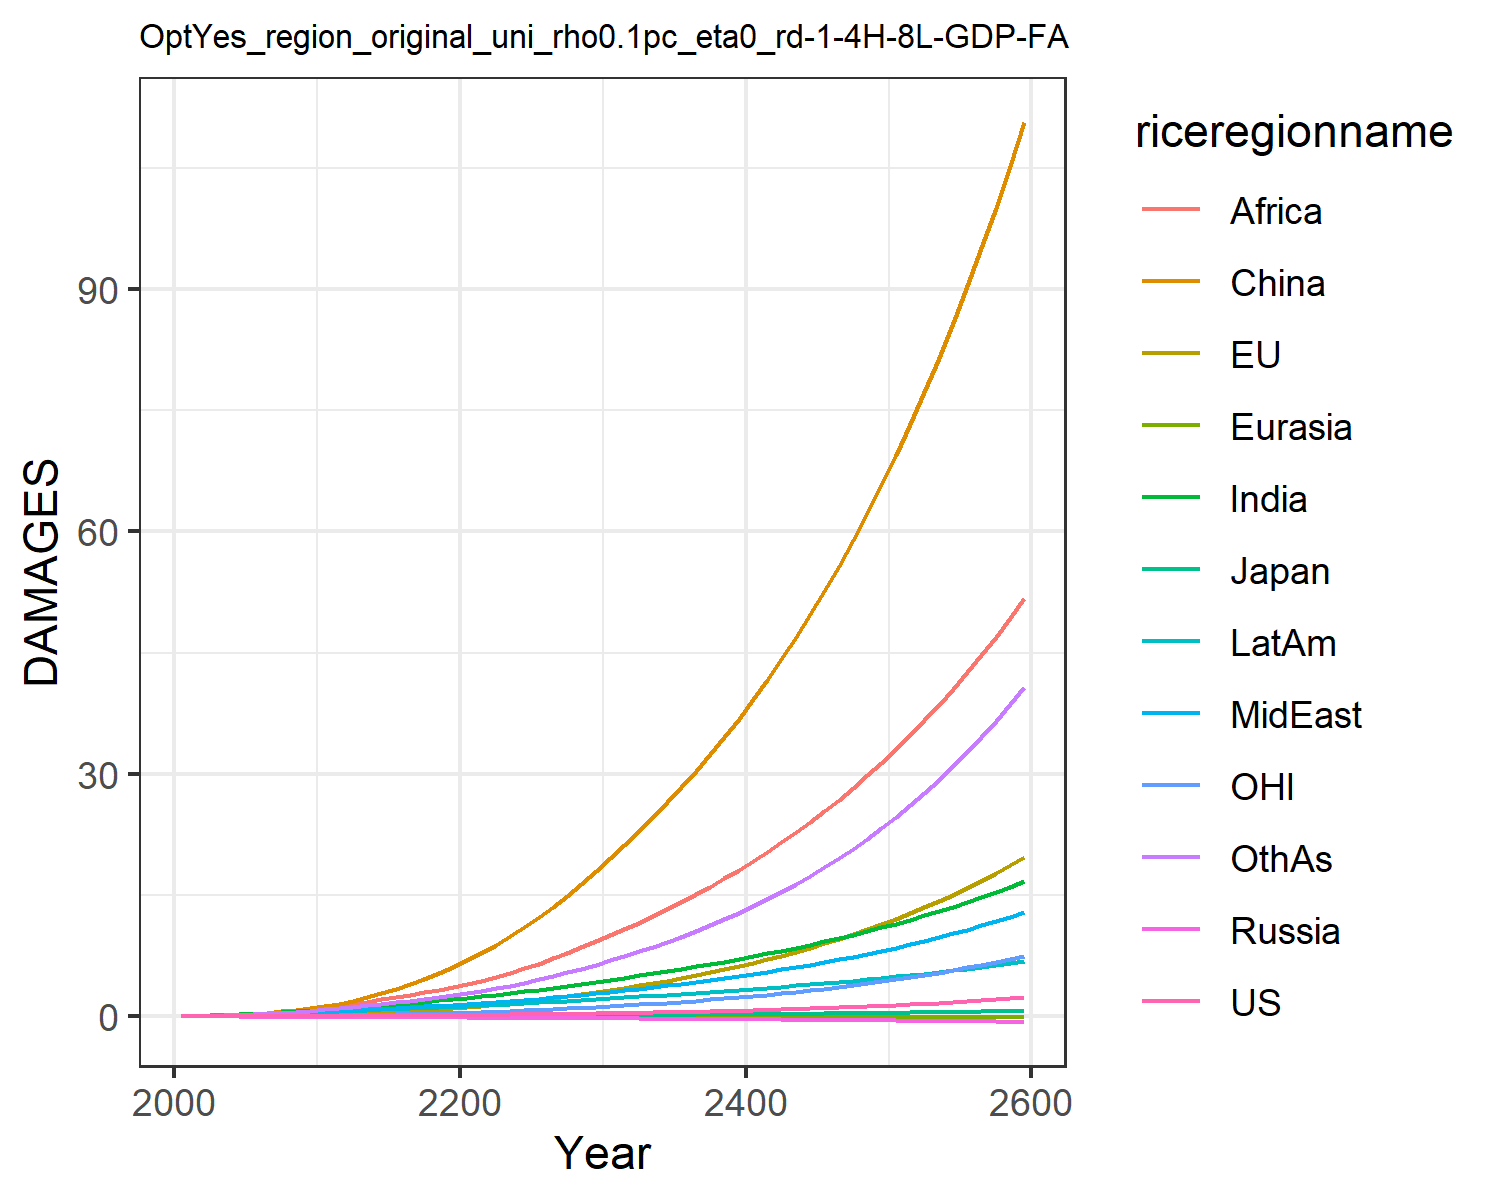 OptYes_region_original_uni_rho0.1pc_eta0_rd-1-4H-8L-GDP-FA
DAMAGES
90
60
30
0
2000
2200
2400
2600
Year
riceregionname
Africa
China
EU
Eurasia
India
Japan
LatAm
MidEast
OHI
OthAs
Russia
US